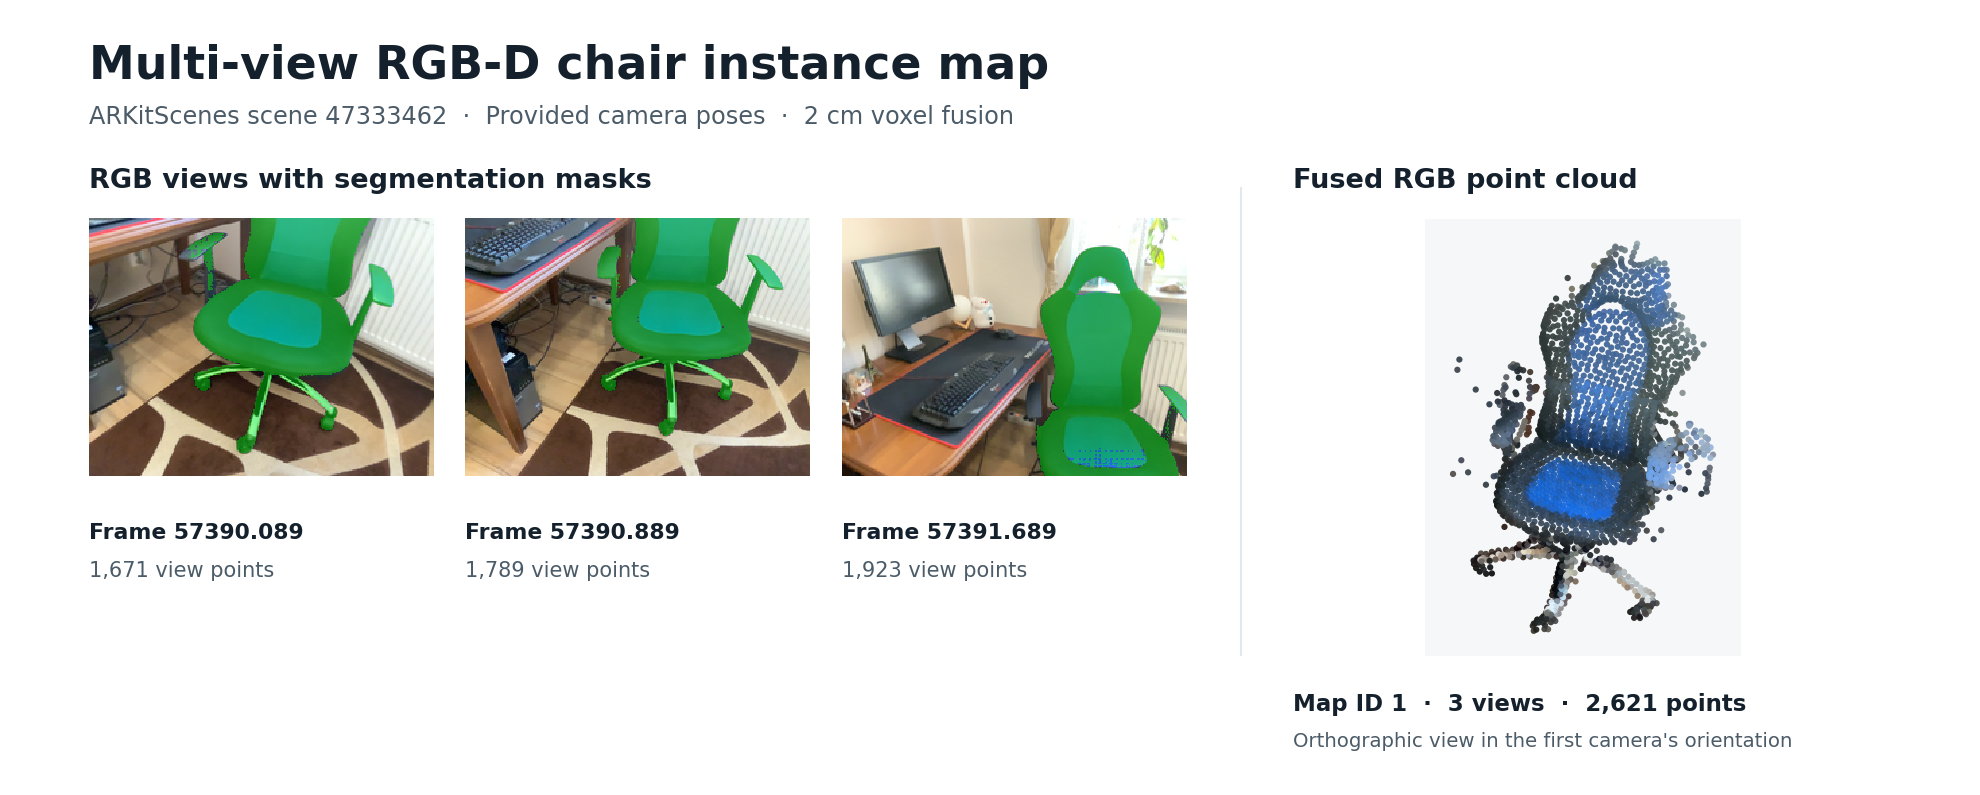 Multi-view RGB-D chair instance map
ARKitScenes scene 47333462 · Provided camera poses · 2 cm voxel fusion
RGB views with segmentation masks
Frame 57390.089
1,671 view points
Frame 57390.889
1,789 view points
Frame 57391.689
1,923 view points
Fused RGB point cloud
Map ID 1 · 3 views · 2,621 points
Orthographic view in the first camera's orientation